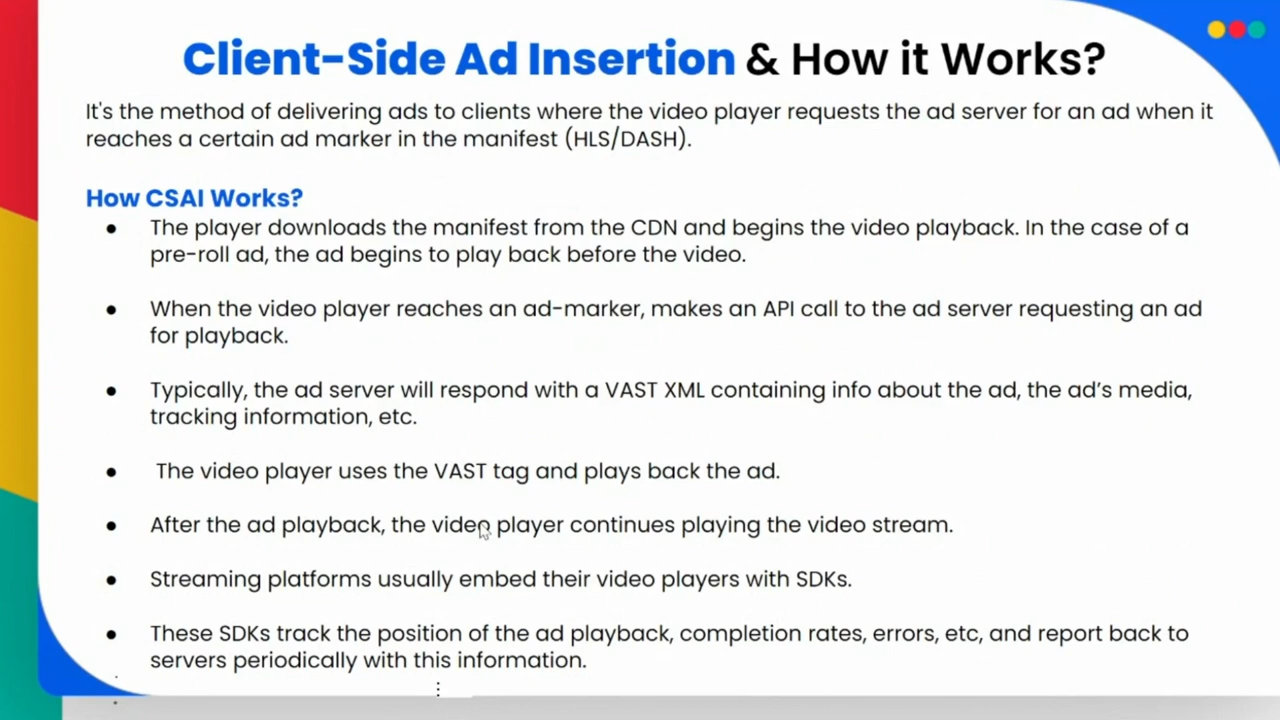 Client-Side Ad Insertion & How it Works?
It's the method of delivering ads to clients where the video player requests the ad server for an ad when it
reaches a certain ad marker in the manifest (HLS/DASH).
How CSAI Works?
● The player downloads the manifest from the CDN and begins the video playback. In the case of a
pre-roll ad, the ad begins to play back before the video.
● When the video player reaches an ad-marker, makes an API call to the ad server requesting an ad
for playback.
● Typically, the ad server will respond with a VAST XML containing info about the ad, the ad’s media,
tracking information, etc.
● The video player uses the VAST tag and plays back the ad.
● After the ad playback, the video player continues playing the video stream.
● Streaming platforms usually embed their video players with SDKs.
● These SDKs track the position of the ad playback, completion rates, errors, etc, and report back to
servers periodically with this information.